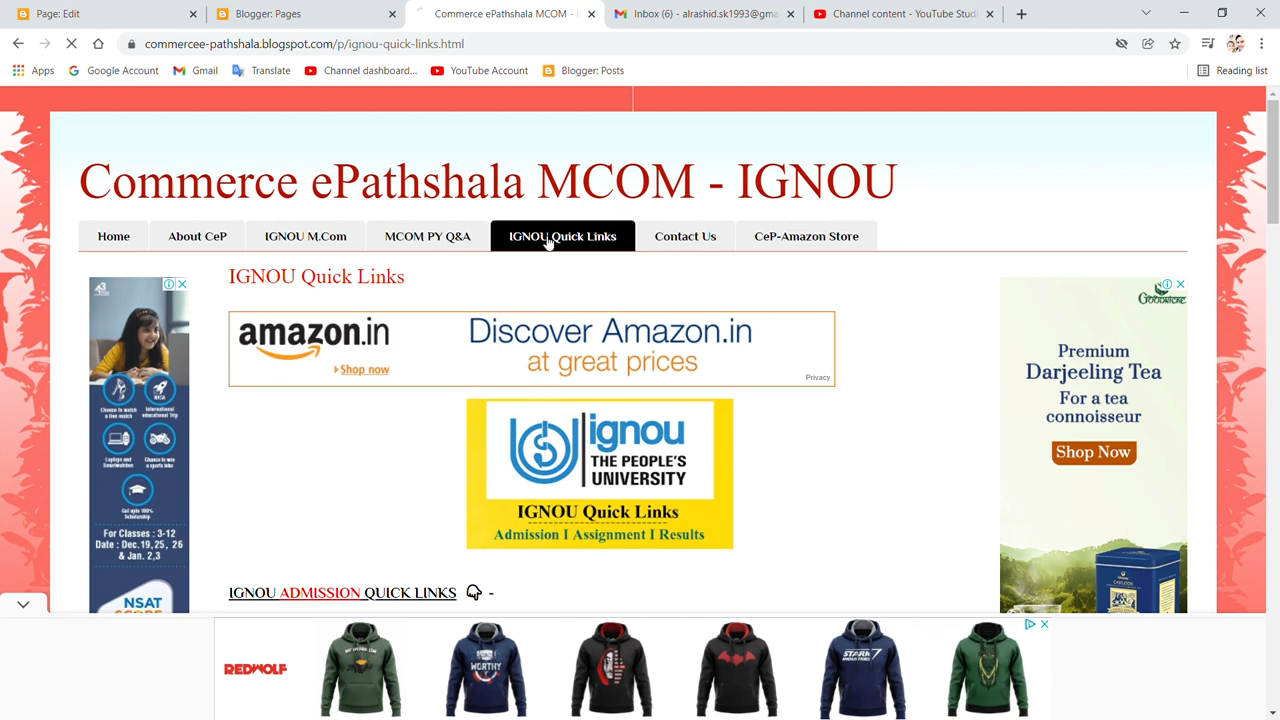 Page: Edit
Blogger: Pages
Commerce ePathshala MCOM - I
Inbox (6) - alrashid.sk1993@gma
Channel content - YouTube Stud
commercee-pathshala.blogspot.com/p/ignou-quick-links.html
Apps
Google Account
Gmail
Translate
Channel dashboard...
YouTube Account
Blogger: Posts
Reading list
Commerce ePathshala MCOM - IGNOU
Home
About CeP
IGNOU M.Com
MCOM PY Q&A
IGNOU Quick Links
Contact Us
CeP-Amazon Store
IGNOU Quick Links
amazon.in
Shop now
Discover Amazon.in
at great prices
Privacy
ignou
THE PEOPLE'S
UNIVERSITY
IGNOU Quick Links
Admission I Assignment I Results
IGNOU ADMISSION QUICK LINKS -
Chance to watch
a live match
International
educational Trip
Laptops and
Smartwatches
Chance to win
a sports bike
Get upto 100%
Scholarship
For Classes : 3-12
Date : Dec.19,25, 26
& Jan. 2,3
NSAT
Goodricke
Premium
Darjeeling Tea
For a tea
connoisseur
Shop Now
CASTLETON
REDWOLF
WORTHY
STARK